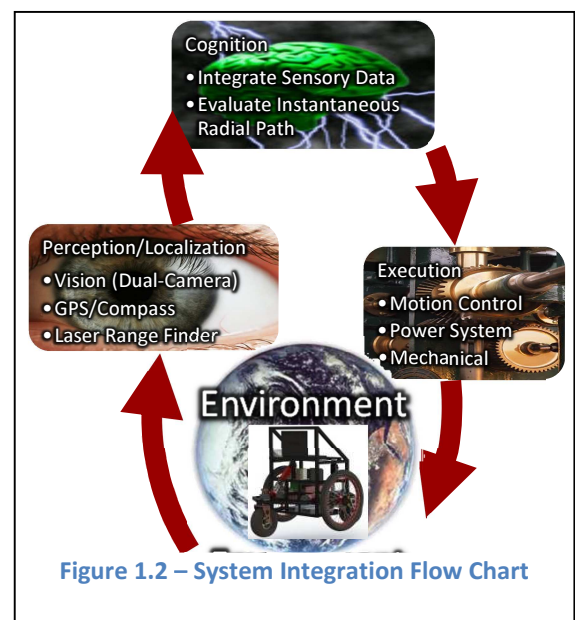 Cognition
• Integrate Sensory Data
• Evaluate Instantaneous
Radial Path
Perception/Localization
• Vision (Dual-Camera)
• GPS/Compass
• Laser Range Finder
Execution
• Motion Control
• Power System
• Mechanical
Environment
Figure 1.2 – System Integration Flow Chart